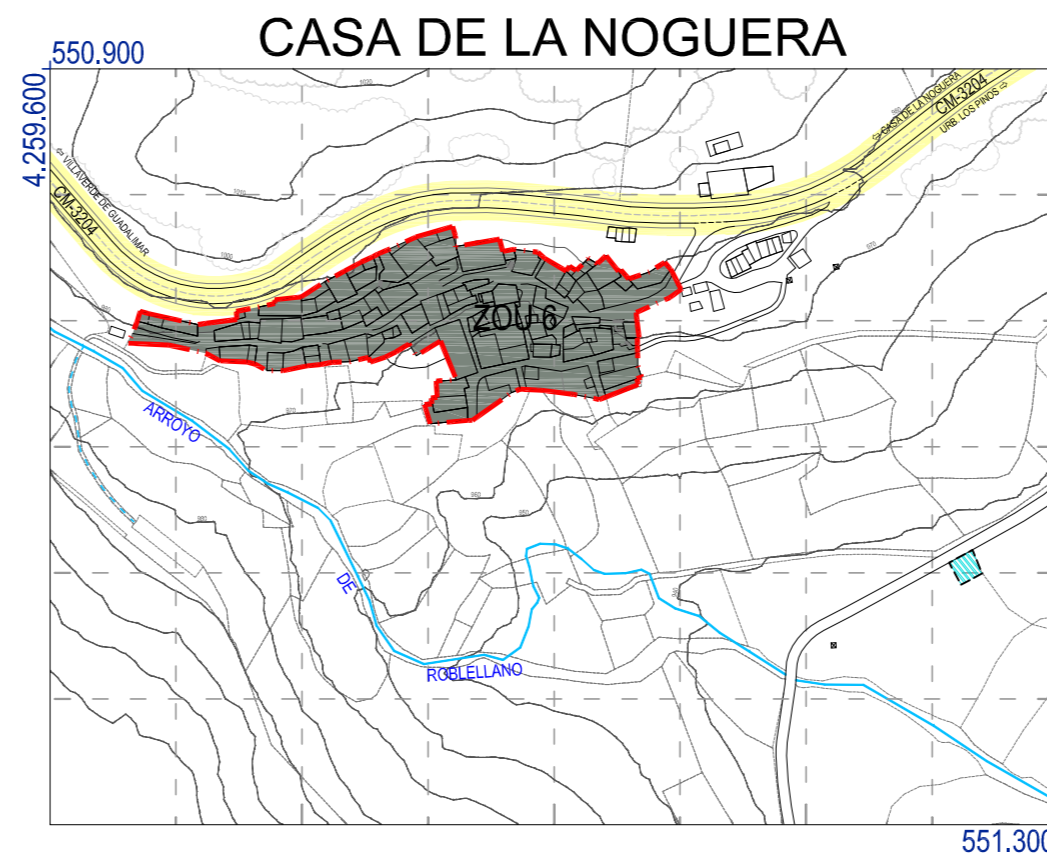 CASA DE LA NOGUERA
550.900
4.259.600
⇦ CASA DE LA NOGUERA
CM-3204
URB. LOS PINOS ⇨
⇦ VILLAVERDE DE GUADALIMAR
CM-3204
ZOU 6
ARROYO
DE
ROBLELLANO
551.300